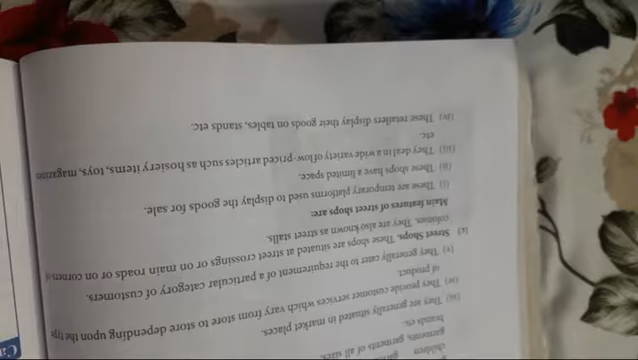 children
garments, garments of all sizes,
brands etc.
(iii) They are generally situated in market places.
(iv) They provide customer services which vary from store to store depending upon the type
of product.
(v) They generally cater to the requirement of a particular category of customers.
(c) Street Shops. These shops are situated at street crossings or on main roads or on corners
colonies. They are also known as street stalls.
Main features of street shops are:
(i) These are temporary platforms used to display the goods for sale.
(ii) These shops have a limited space.
(iii) They deal in a wide variety of low-priced articles such as hosiery items, toys, magazine
etc.
(iv) These retailers display their goods on tables, stands etc.